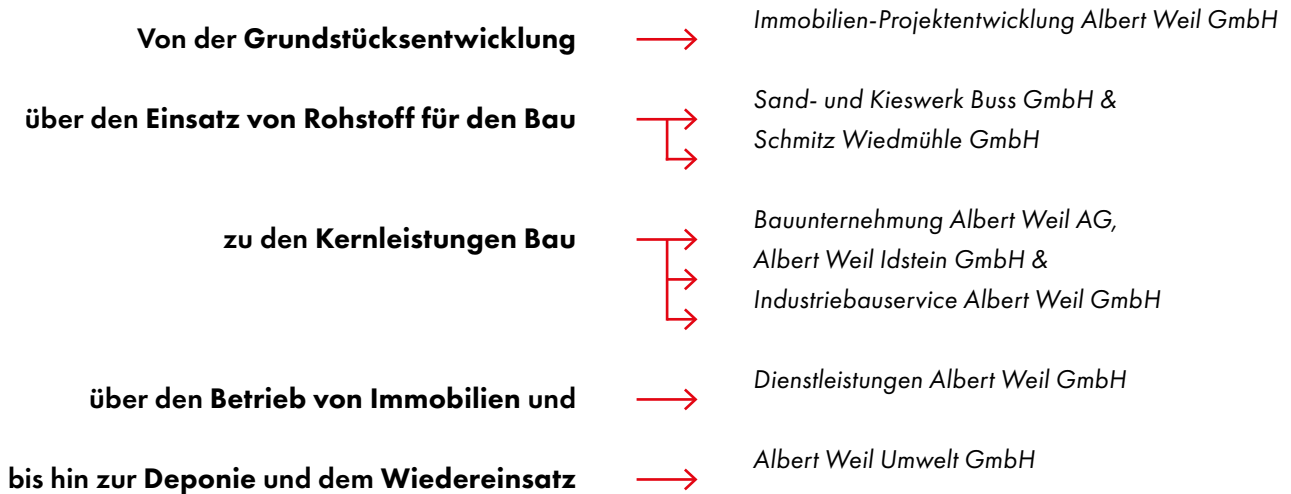 Von der Grundstücksentwicklung
Immobilien-Projektentwicklung Albert Weil GmbH
über den Einsatz von Rohstoff für den Bau
Sand- und Kieswerk Buss GmbH &
Schmitz Wiedmühle GmbH
zu den Kernleistungen Bau
Bauunternehmung Albert Weil AG,
Albert Weil Idstein GmbH &
Industriebauservice Albert Weil GmbH
über den Betrieb von Immobilien und
Dienstleistungen Albert Weil GmbH
bis hin zur Deponie und dem Wiedereinsatz
Albert Weil Umwelt GmbH